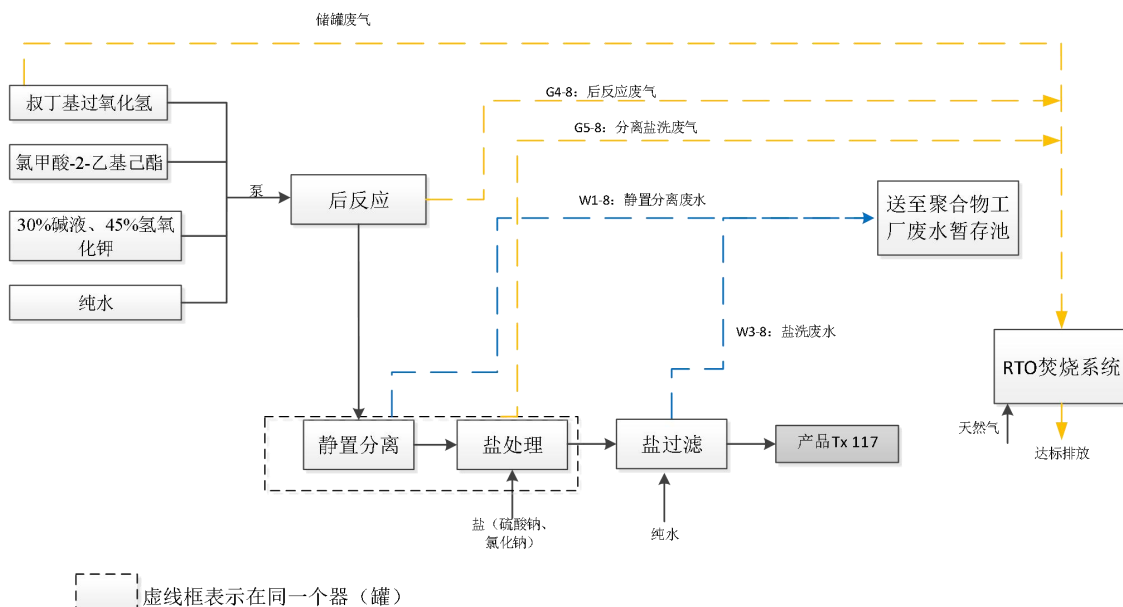 储罐废气
叔丁基过氧化氢
G4-8：后反应废气
G5-8：分离盐洗废气
氯甲酸-2-乙基己酯
泵
后反应
W1-8：静置分离废水
送至聚合物工
厂废水暂存池
30%碱液、45%氢氧
化钾
纯水
W3-8：盐洗废水
RTO焚烧系统
天然气
达标排放
静置分离
盐处理
盐过滤
产品Tx 117
盐（硫酸钠、
氯化钠）
纯水
虚线框表示在同一个器（罐）